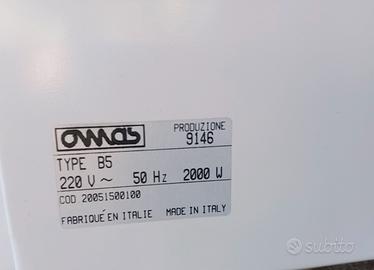 omas
PRODUZIONE
9146
TYPE B5
220 V ~ 50 Hz 2000 W
COD. 20051500100
FABRIQUÉ EN ITALIE MADE IN ITALY
subito